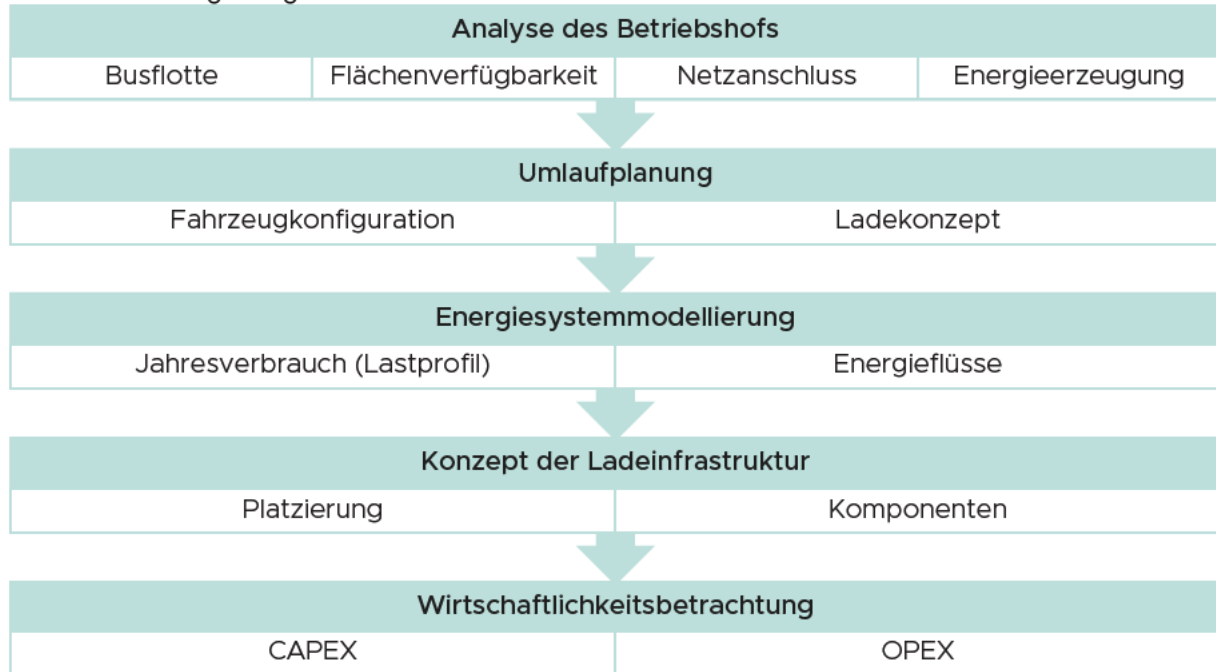 Analyse des Betriebshofs
Busflotte Flächenverfügbarkeit Netzanschluss Energieerzeugung
Umlaufplanung
Fahrzeugkonfiguration Ladekonzept
Energiesystemmodellierung
Jahresverbrauch (Lastprofil) Energieflüsse
Konzept der Ladeinfrastruktur
Platzierung Komponenten
Wirtschaftlichkeitsbetrachtung
CAPEX OPEX